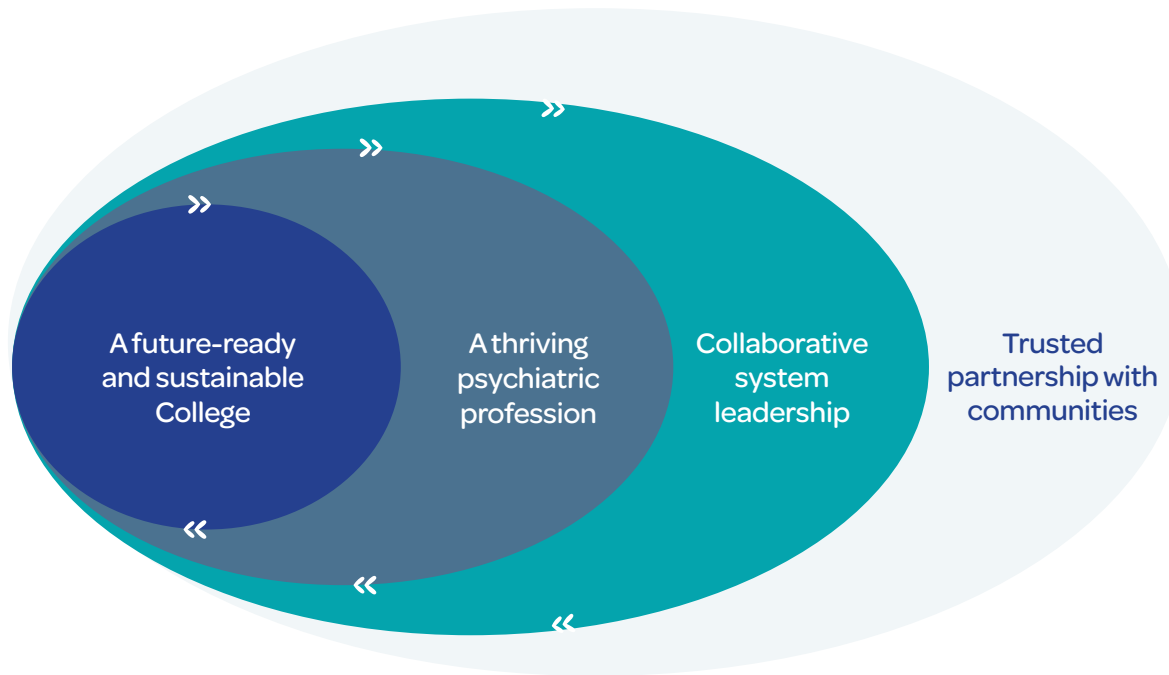 A future-ready
and sustainable
College
A thriving
psychiatric
profession
Collaborative
system
leadership
Trusted
partnership with
communities